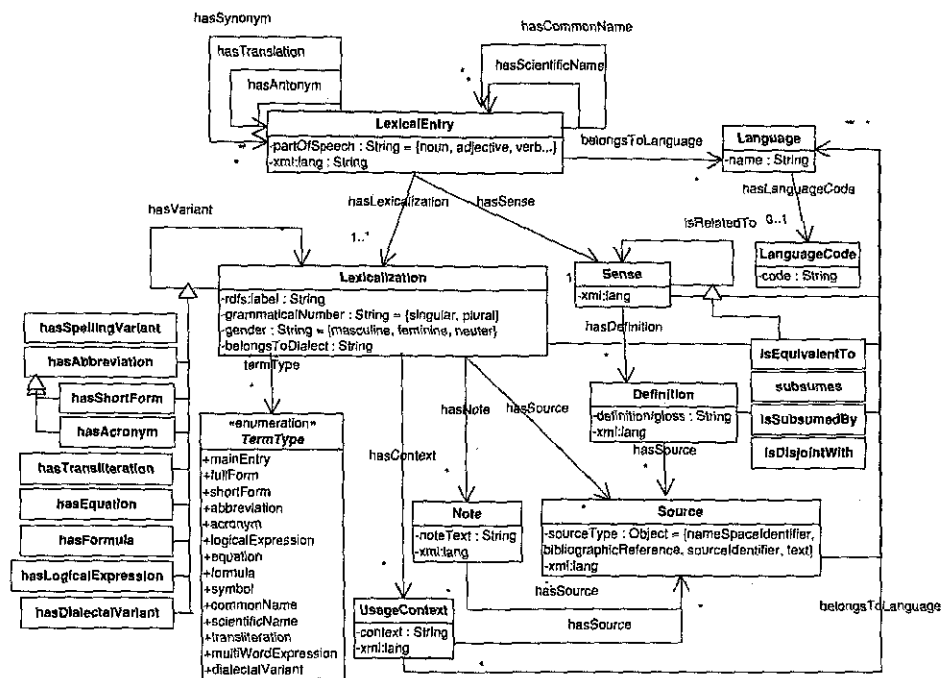 hasSynonym
hasTranslation
hasAntonym
hasCommonName
hasScientificName
LexicalEntry
-partOfSpeech : String = {noun, adjective, verb...}
-xml:lang : String
belongsToLanguage
Language
-name : String
hasLanguageCode
0..1
LanguageCode
-code : String
hasLexicalization
hasSense
hasVariant
1..*
isRelatedTo
1
Sense
-xml:lang
Lexicalization
-rdfs:label : String
-grammaticalNumber : String = {singular, plural}
-gender : String = {masculine, feminine, neuter}
-belongsToDialect : String
hasDefinition
hasSpellingVariant
hasAbbreviation
hasShortForm
hasAcronym
hasTransliteration
hasEquation
hasFormula
hasLogicalExpression
hasDialectalVariant
termType
«enumeration»
TermType
+mainEntry
+fullForm
+shortForm
+abbreviation
+acronym
+logicalExpression
+equation
+formula
+symbol
+commonName
+scientificName
+transliteration
+multiWordExpression
+dialectalVariant
hasContext
hasNote
hasSource
Definition
-definition/gloss : String
-xml:lang
hasSource
isEquivalentTo
subsumes
isSubsumedBy
isDisjointWith
Note
-noteText : String
-xml:lang
Source
-sourceType : Object = {nameSpaceIdentifier,
bibliographicReference, sourceIdentifier, text}
-xml:lang
hasSource
UsageContext
-context : String
-xml:lang
hasSource
belongsToLanguage